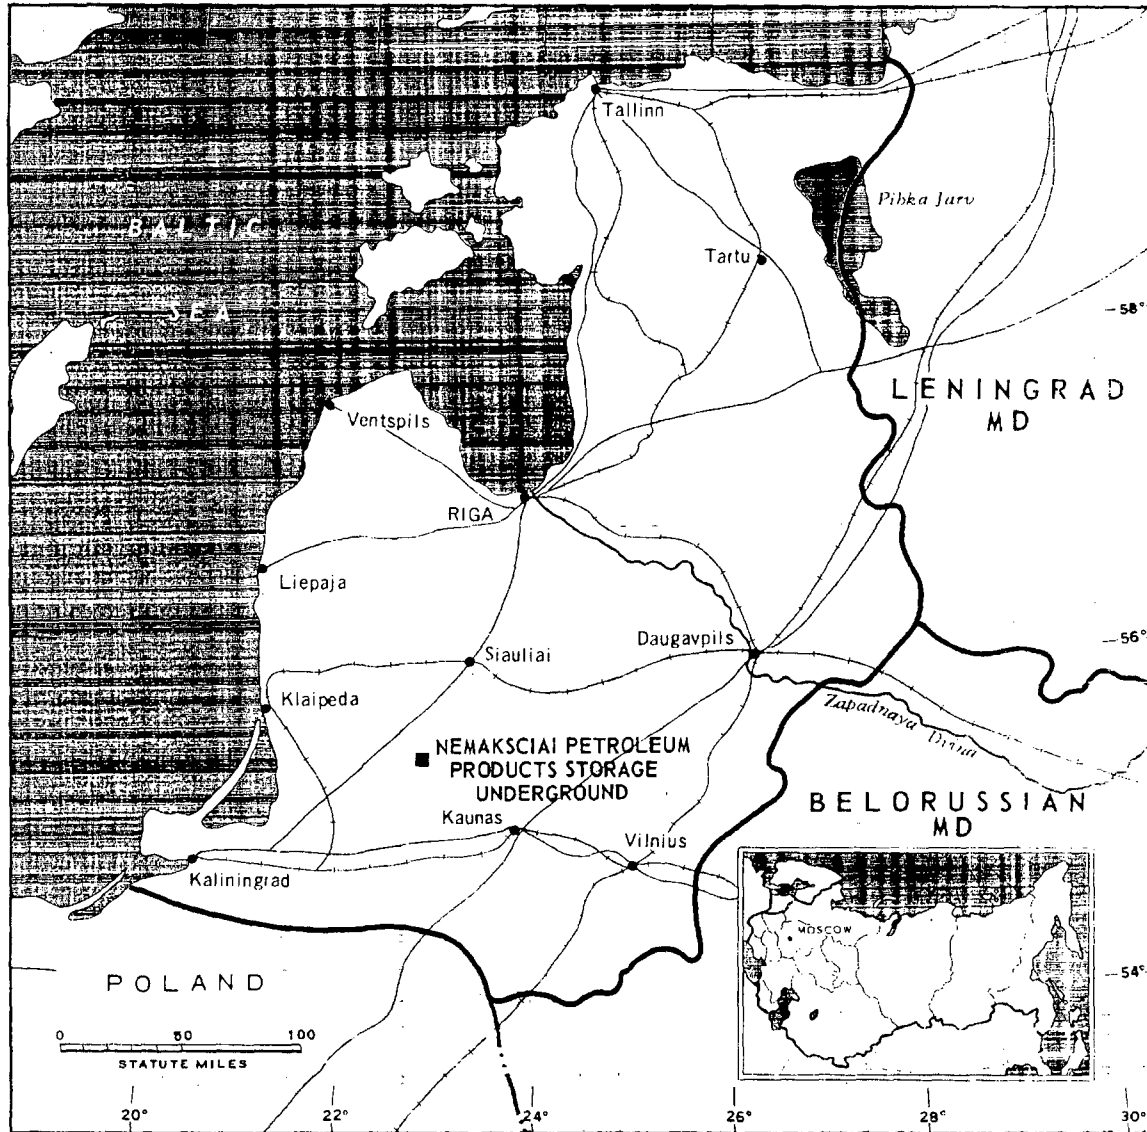 Tallinn
BALTIC
SEA
Pihka Jarv
Tartu
58°
LENINGRAD
MD
Ventspils
RIGA
Liepaja
Daugavpils
56°
Siauliai
Klaipeda
Zapadnaya Dvina
NEMAKSCIAI PETROLEUM
PRODUCTS STORAGE
UNDERGROUND
BELORUSSIAN
MD
Kaunas
Vilnius
Kaliningrad
MOSCOW
POLAND
54°
0 50 100
STATUTE MILES
20° 22° 24° 26° 28° 30°